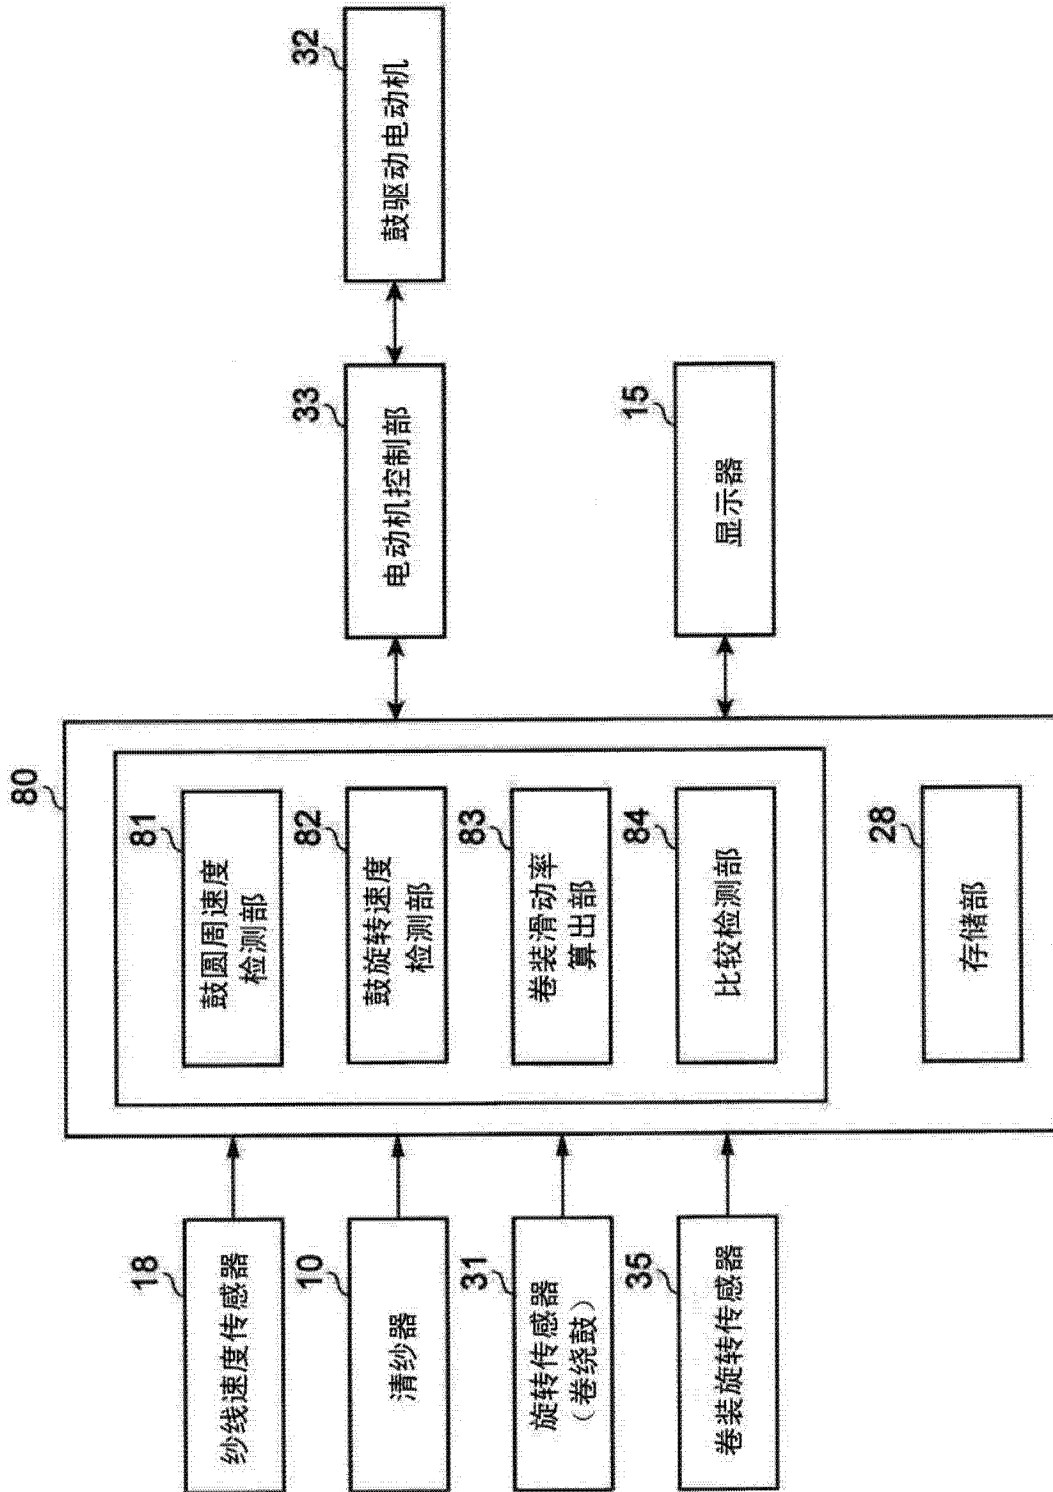 18
纱线速度传感器
10
清纱器
31
旋转传感器
（卷绕鼓）
35
卷装旋转传感器
80
81
鼓圆周速度
检测部
82
鼓旋转速度
检测部
83
卷装滑动率
算出部
84
比较检测部
28
存储部
33
电动机控制部
15
显示器
32
鼓驱动电动机